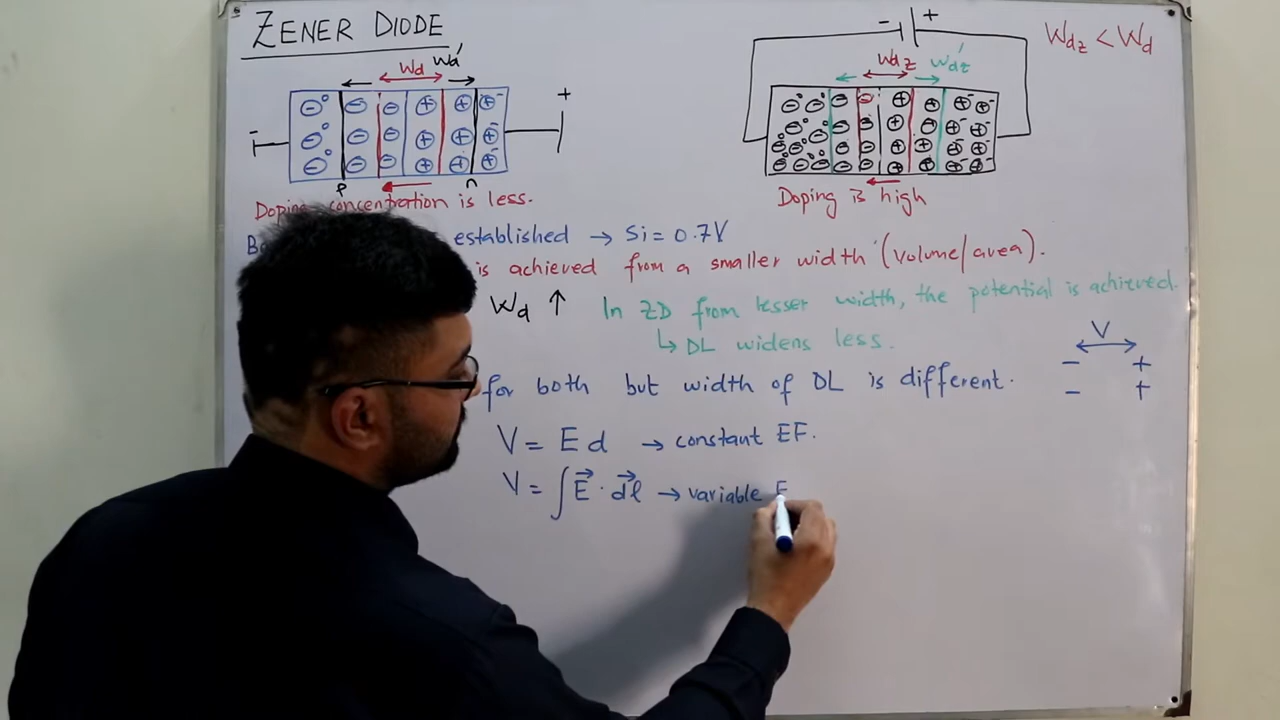 ZENER DIODE
- +
Wdz < Wd
Wd Wd'
Wdz Wdz'
- +
P n
Doping concentration is less.
Doping is high
established → Si = 0.7V
is achieved from a smaller width (volume/area).
Wd ↑ In ZD from lesser width, the potential is achieved.
↳ DL widens less.
V
- +
- +
for both but width of DL is different.
V = Ed → constant EF.
V = ∫E⃗ · d⃗l → variable E